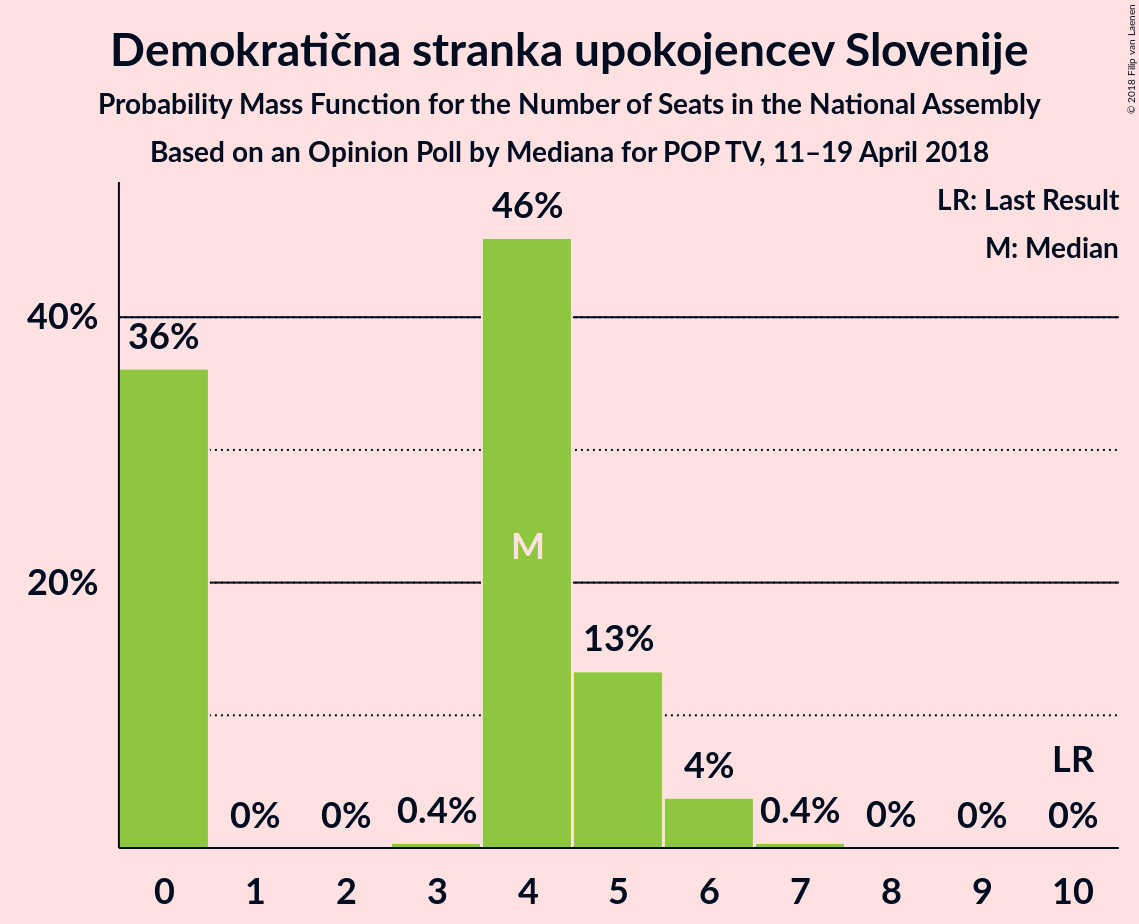 Demokratična stranka upokojencev Slovenije
Probability Mass Function for the Number of Seats in the National Assembly
Based on an Opinion Poll by Mediana for POP TV, 11–19 April 2018
© 2018 Filip van Laenen
LR: Last Result
M: Median
40%
20%
36%
0%
0%
0.4%
46%
M
13%
4%
0.4%
0%
0%
LR
0%
0 1 2 3 4 5 6 7 8 9 10